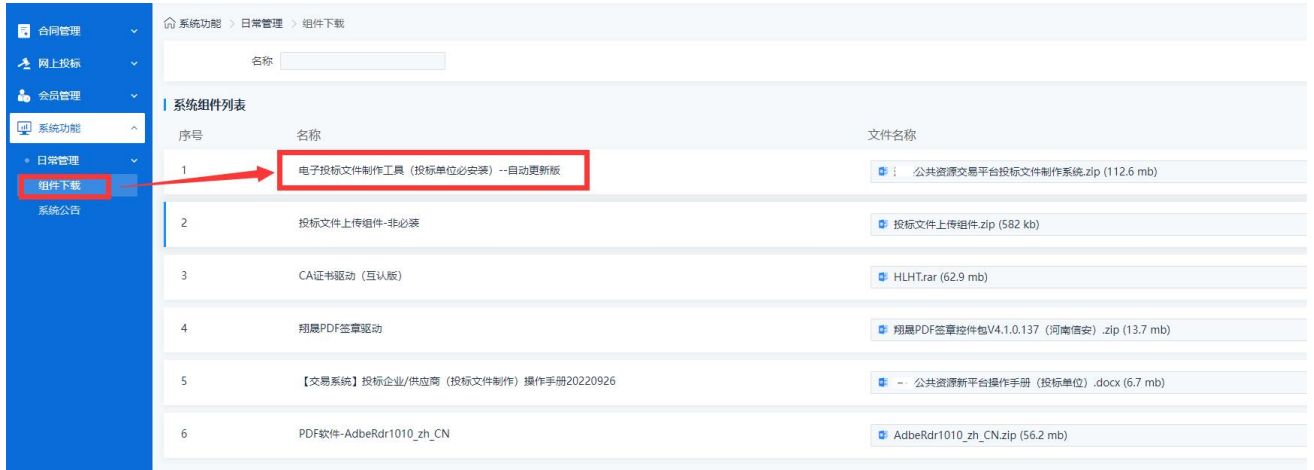 合同管理
网上投标
会员管理
系统功能
日常管理
组件下载
系统公告
系统功能 > 日常管理 > 组件下载
名称
系统组件列表
序号 名称 文件名称
1 电子投标文件制作工具（投标单位必安装）--自动更新版 公共资源交易平台投标文件制作系统.zip (112.6 mb)
2 投标文件上传组件-非必装 投标文件上传组件.zip (582 kb)
3 CA证书驱动（互认版） HLHT.rar (62.9 mb)
4 翔晟PDF签章驱动 翔晟PDF签章控件包V4.1.0.137（河南信安）.zip (13.7 mb)
5 【交易系统】投标企业/供应商（投标文件制作）操作手册20220926 公共资源新平台操作手册（投标单位）.docx (6.7 mb)
6 PDF软件-AdbeRdr1010_zh_CN AdbeRdr1010_zh_CN.zip (56.2 mb)